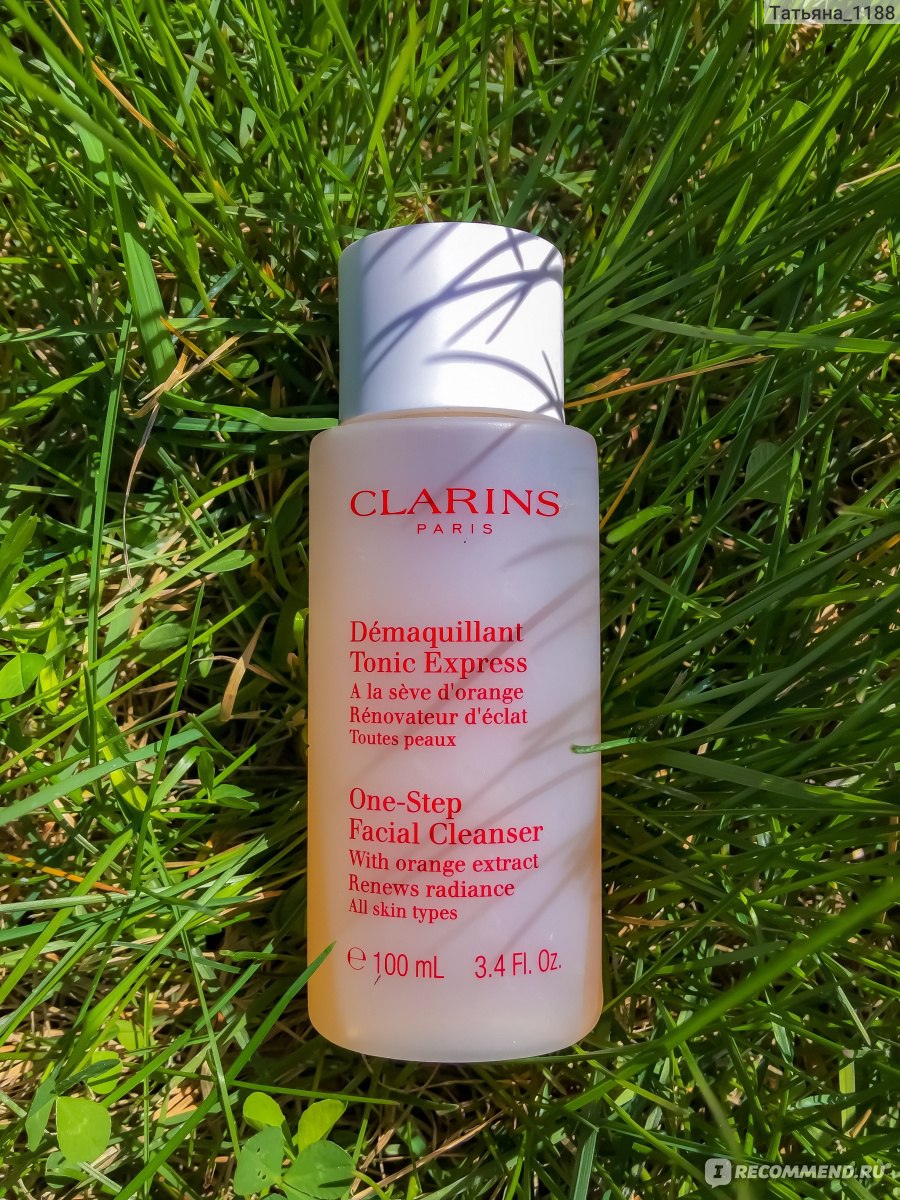 Татьяна_1188
CLARINS
PARIS
Démaquillant
Tonic Express
A la sève d'orange
Rénovateur d'éclat
Toutes peaux
One-Step
Facial Cleanser
With orange extract
Renews radiance
All skin types
℮ 100 mL 3.4 Fl. Oz.
IRECOMMEND.RU